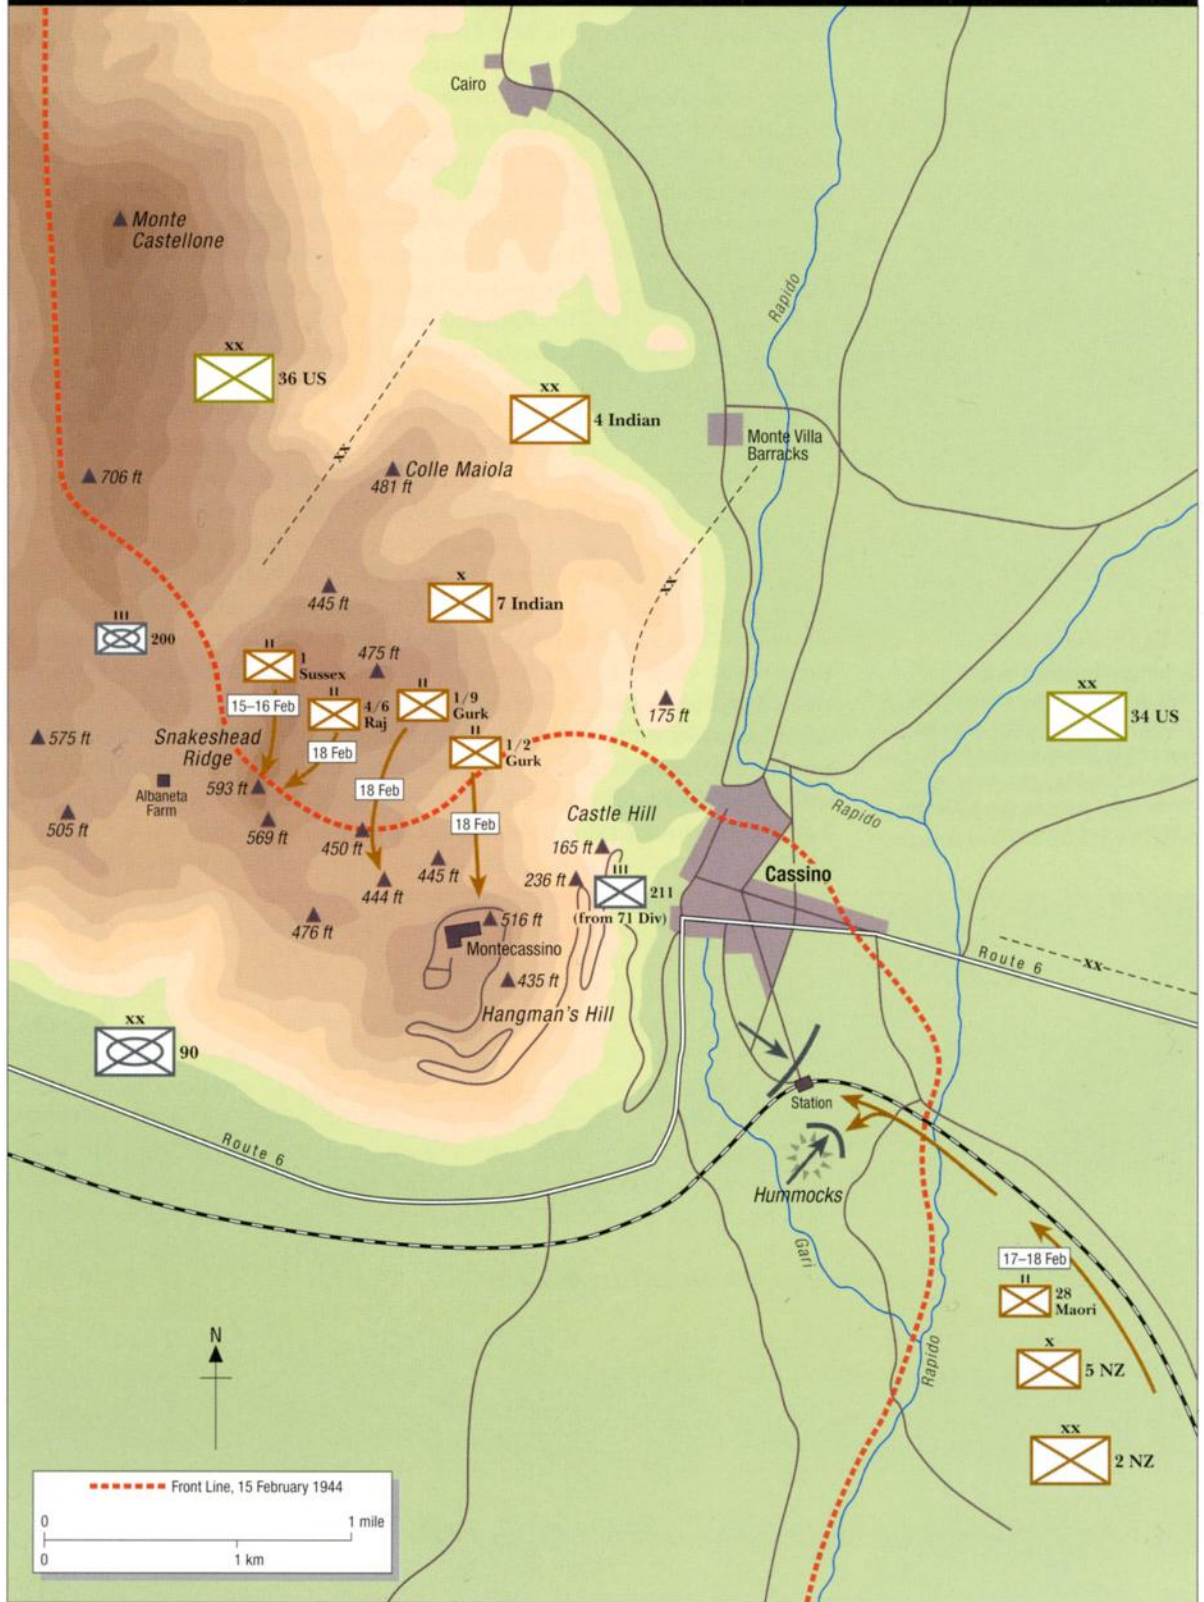 Cairo
Monte
Castellone
Rapido
xx
36 US
xx
4 Indian
xx
Monte Villa
Barracks
706 ft
Colle Maiola
481 ft
xx
445 ft
x
7 Indian
III
200
II
1
Sussex
475 ft
II
4/6
Raj
II
1/9
Gurk
II
1/2
Gurk
175 ft
xx
34 US
15–16 Feb
18 Feb
18 Feb
18 Feb
575 ft
Snakeshead
Ridge
Albaneta
Farm
593 ft
505 ft
569 ft
450 ft
445 ft
444 ft
476 ft
Castle Hill
165 ft
236 ft
III
211
(from 71 Div)
Rapido
Cassino
516 ft
Montecassino
435 ft
Hangman's Hill
Route 6
xx
xx
90
Route 6
Station
Hummocks
Gari
Rapido
17–18 Feb
II
28
Maori
x
5 NZ
xx
2 NZ
N
Front Line, 15 February 1944
0 1 mile
0 1 km